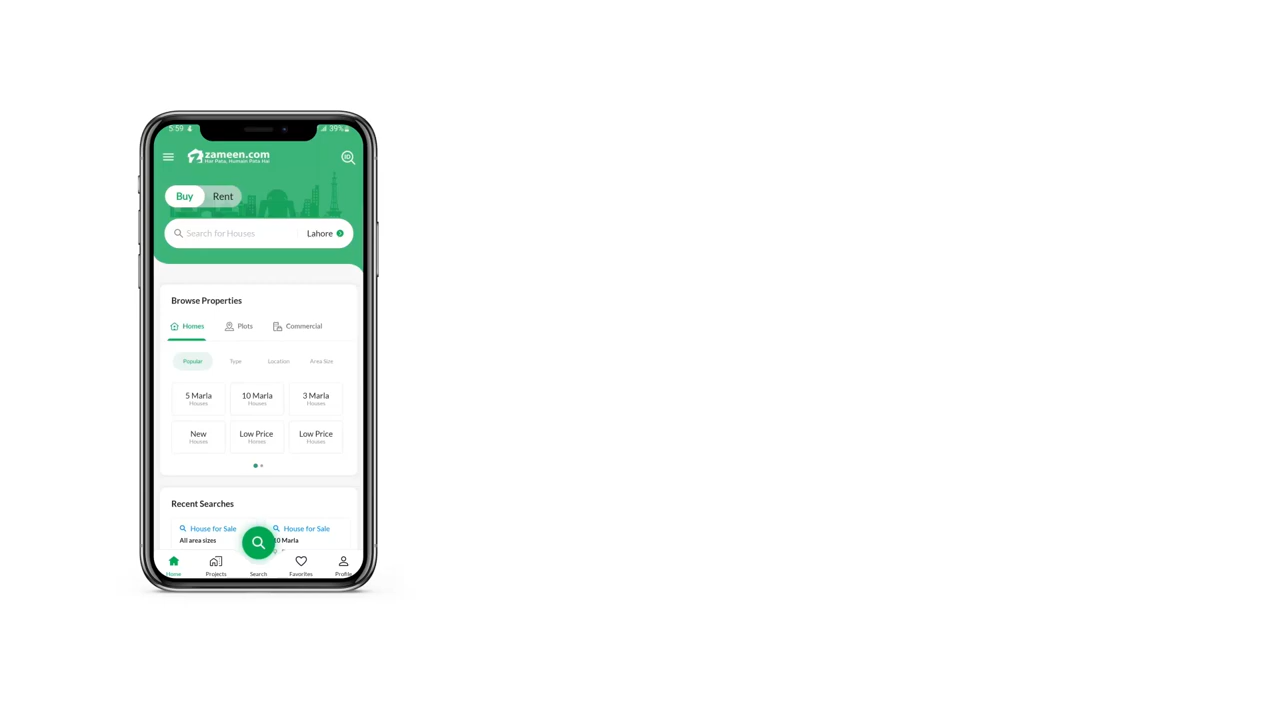 5:59
39%
zameen.com
Har Pata, Humain Pata Hai
ID
Buy
Rent
Search for Houses
Lahore
Browse Properties
Homes
Plots
Commercial
Popular
Type
Location
Area Size
5 Marla
Houses
10 Marla
Houses
3 Marla
Houses
New
Houses
Low Price
Homes
Low Price
Houses
Recent Searches
House for Sale
All area sizes
House for Sale
10 Marla
Home
Projects
Search
Favorites
Profile